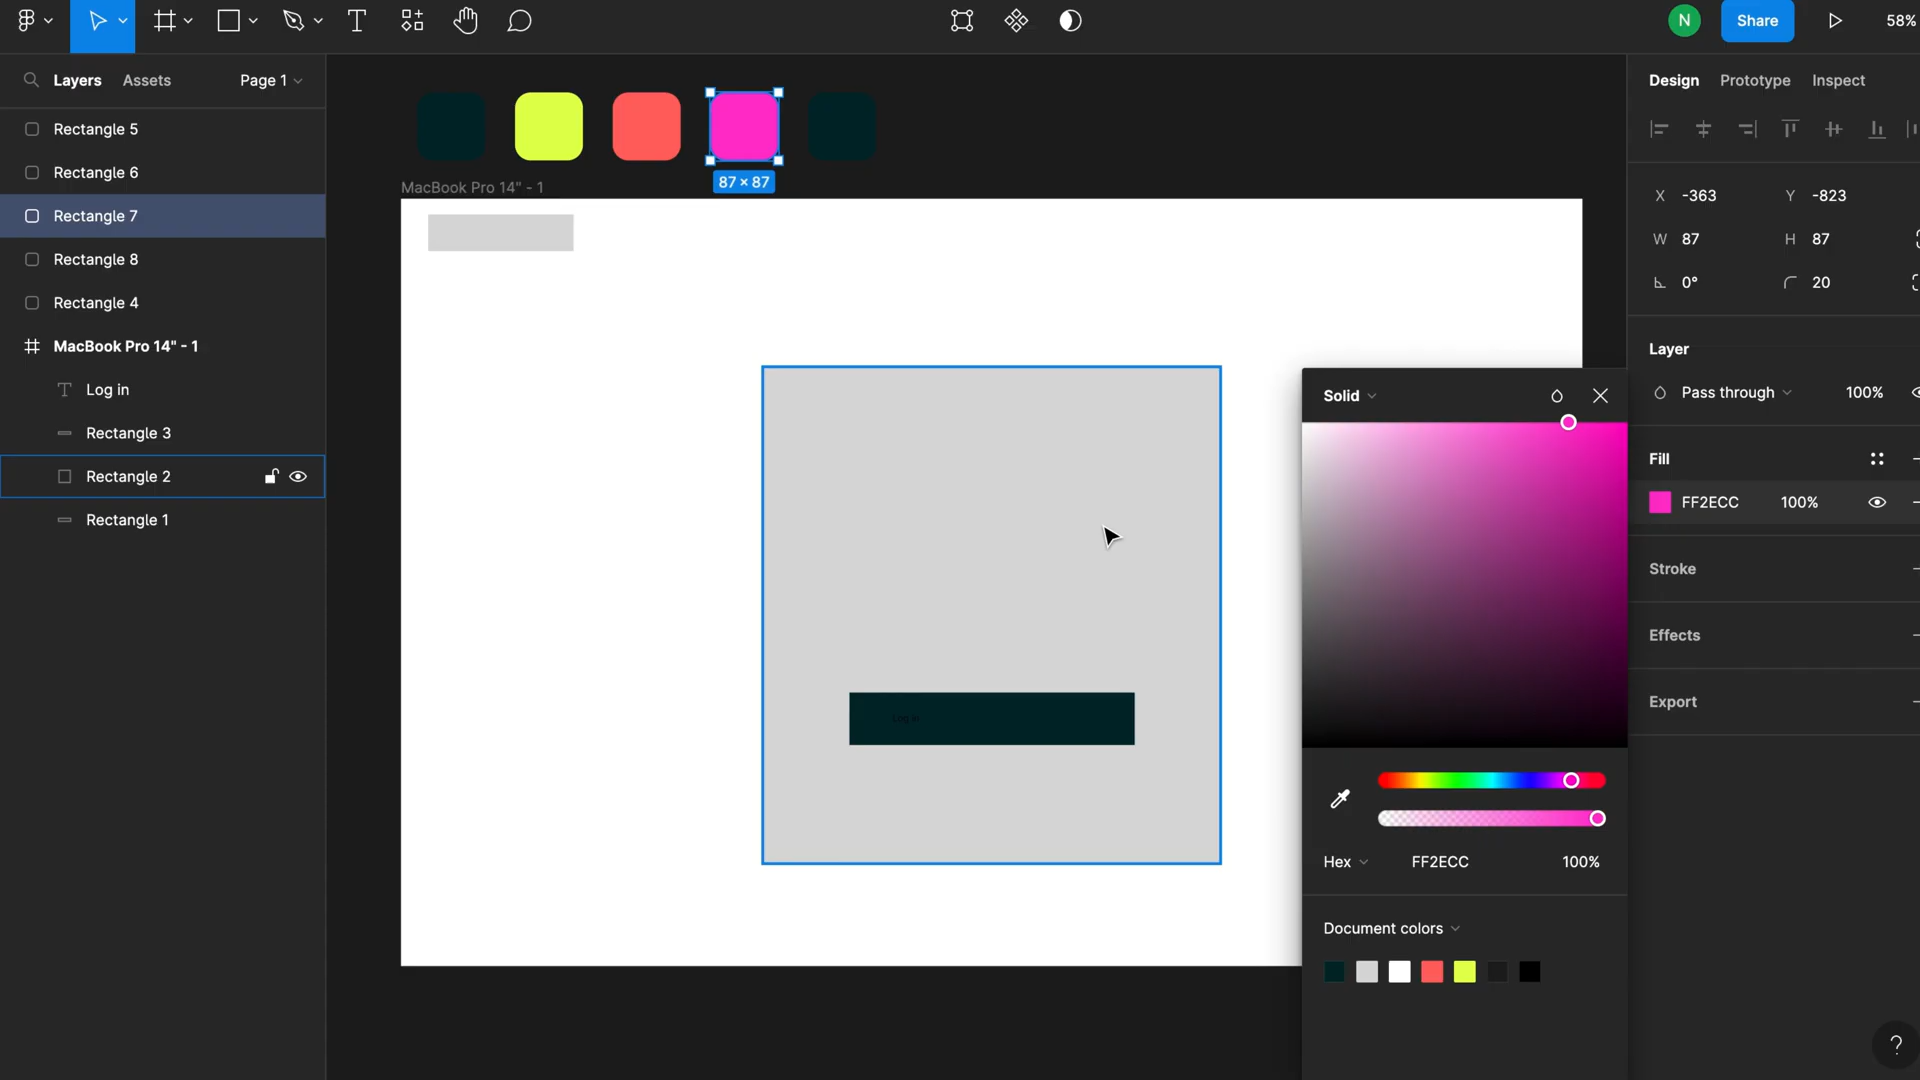 N
Share
58%
Layers
Assets
Page 1
Design
Prototype
Inspect
Rectangle 5
Rectangle 6
Rectangle 7
Rectangle 8
Rectangle 4
MacBook Pro 14" - 1
Log in
Rectangle 3
Rectangle 2
Rectangle 1
87 × 87
MacBook Pro 14" - 1
Log in
X -363
Y -823
W 87
H 87
0°
20
Layer
Pass through
100%
Fill
FF2ECC
100%
Stroke
Effects
Export
Solid
Hex
FF2ECC
100%
Document colors
?